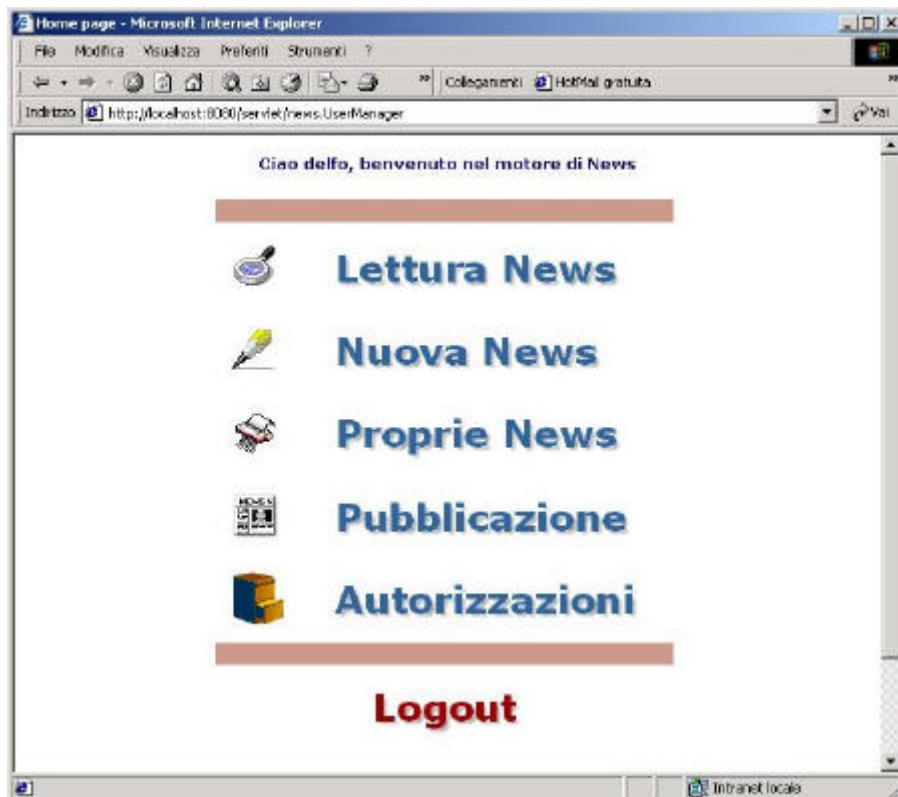 Home page - Microsoft Internet Explorer
File Modifica Visualizza Preferiti Strumenti ?
Collegamenti HotMail gratuita
Indirizzo http://localhost:8080/servlet/news.UserManager Vai
Ciao delfo, benvenuto nel motore di News
Lettura News
Nuova News
Proprie News
NEWS
Pubblicazione
Autorizzazioni
Logout
Intranet locale